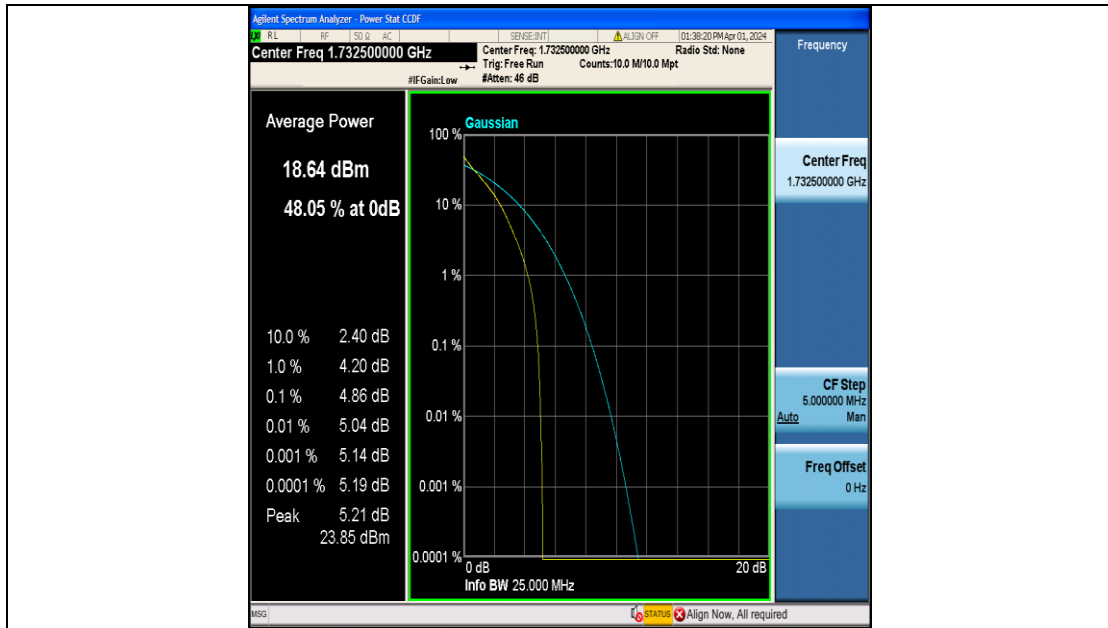 Agilent Spectrum Analyzer - Power Stat CCDF
RL RF 50 Ω AC SENSE:INT ALIGN OFF 01:38:20 PM Apr 01, 2024
Center Freq 1.732500000 GHz
Center Freq: 1.732500000 GHz Radio Std: None
Trig: Free Run Counts:10.0 M/10.0 Mpt
#IFGain:Low #Atten: 46 dB
Average Power
18.64 dBm
48.05 % at 0dB
10.0 % 2.40 dB
1.0 % 4.20 dB
0.1 % 4.86 dB
0.01 % 5.04 dB
0.001 % 5.14 dB
0.0001 % 5.19 dB
Peak 5.21 dB
23.85 dBm
Gaussian
100 %
10 %
1 %
0.1 %
0.01 %
0.001 %
0.0001 %
0 dB 20 dB
Info BW 25.000 MHz
Frequency
Center Freq
1.732500000 GHz
CF Step
5.000000 MHz
Auto Man
Freq Offset
0 Hz
MSG STATUS Align Now, All required